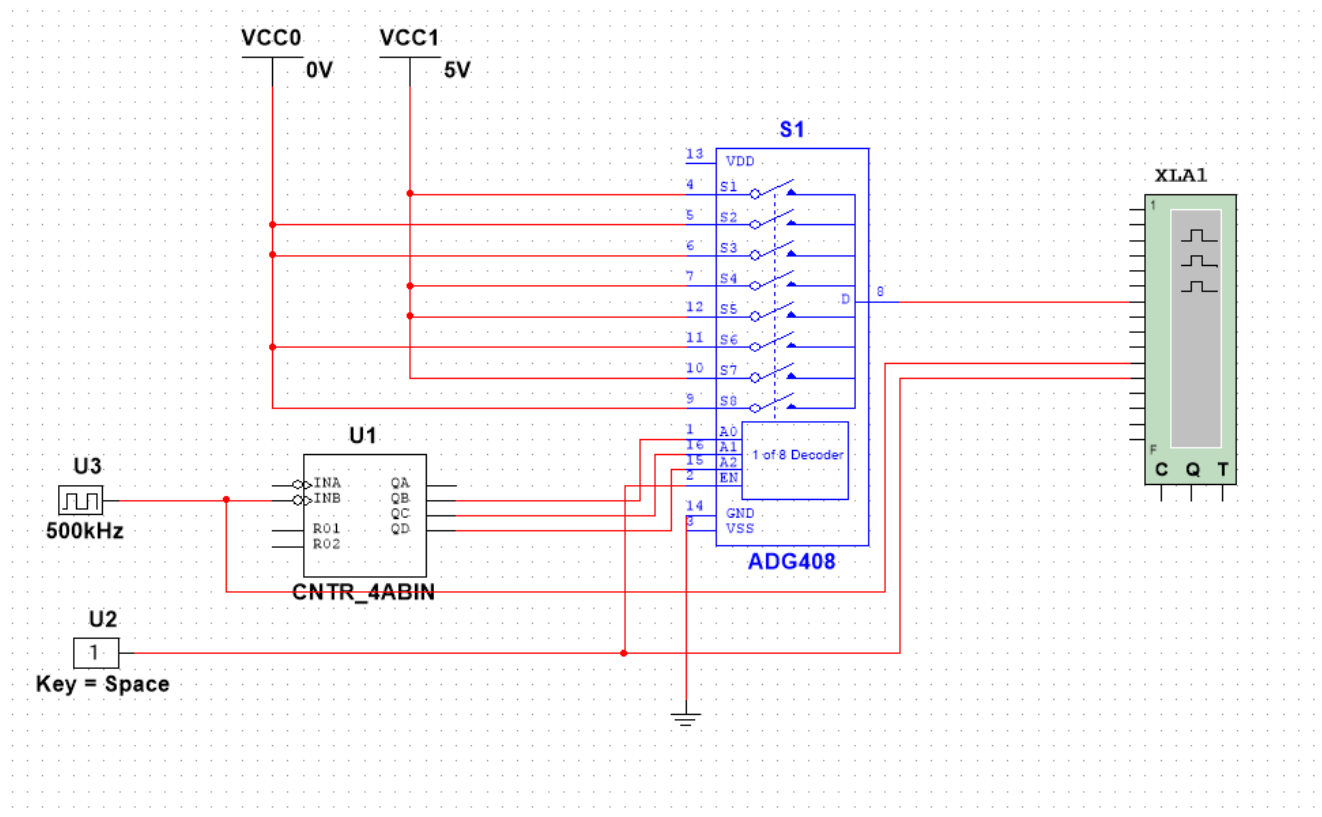 VCC0
0V
VCC1
5V
S1
13 VDD
4 S1
5 S2
6 S3
7 S4
12 S5
11 S6
10 S7
9 S8
D 8
1 A0
16 A1
15 A2
2 EN
1 of 8 Decoder
14 GND
3 VSS
ADG408
XLA1
1
F
C Q T
U1
INA QA
INB QB
QC
R01 QD
R02
CNTR_4ABIN
U3
500kHz
U2
1
Key = Space